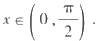 x ∈ ( 0 , π/2 ) .